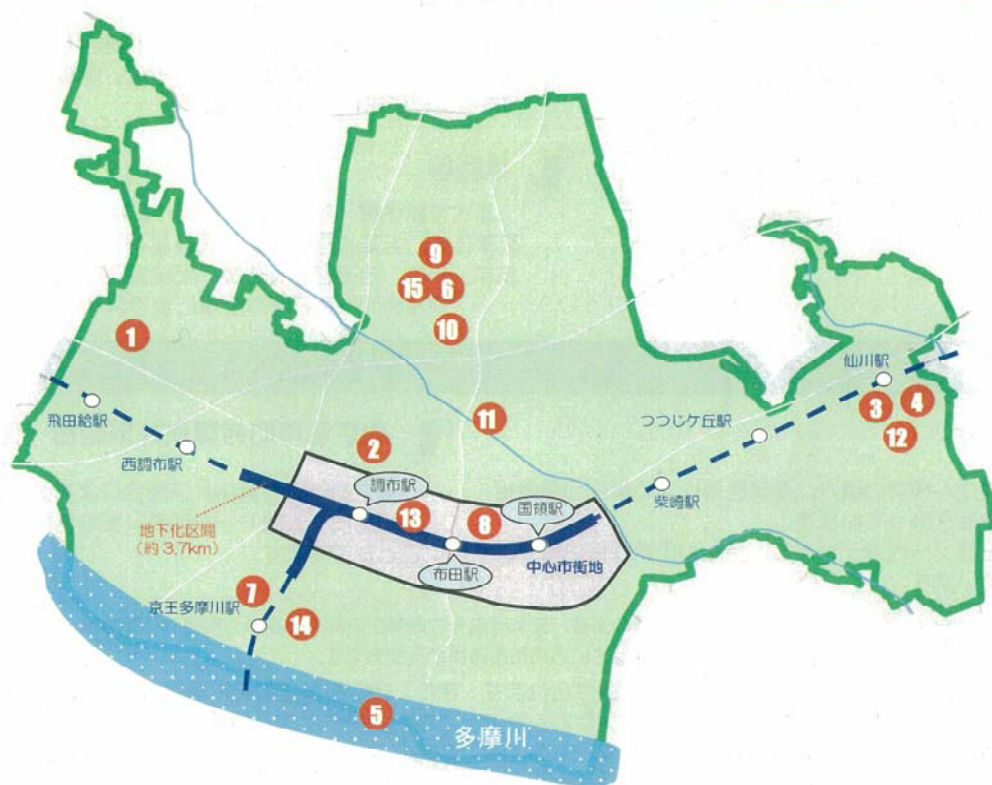 9
15
6
10
1
仙川駅
3
4
飛田給駅
11
つつじケ丘駅
12
西調布駅
2
調布駅
柴崎駅
13
8
国領駅
地下化区間
(約3.7km)
布田駅
中心市街地
7
京王多摩川駅
14
5
多摩川